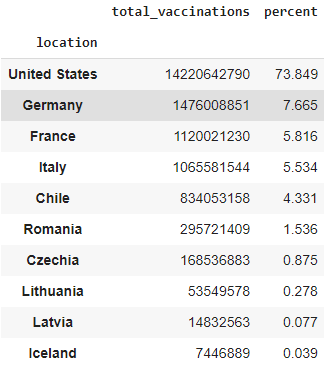 total_vaccinations percent
location
United States 14220642790 73.849
Germany 1476008851 7.665
France 1120021230 5.816
Italy 1065581544 5.534
Chile 834053158 4.331
Romania 295721409 1.536
Czechia 168536883 0.875
Lithuania 53549578 0.278
Latvia 14832563 0.077
Iceland 7446889 0.039